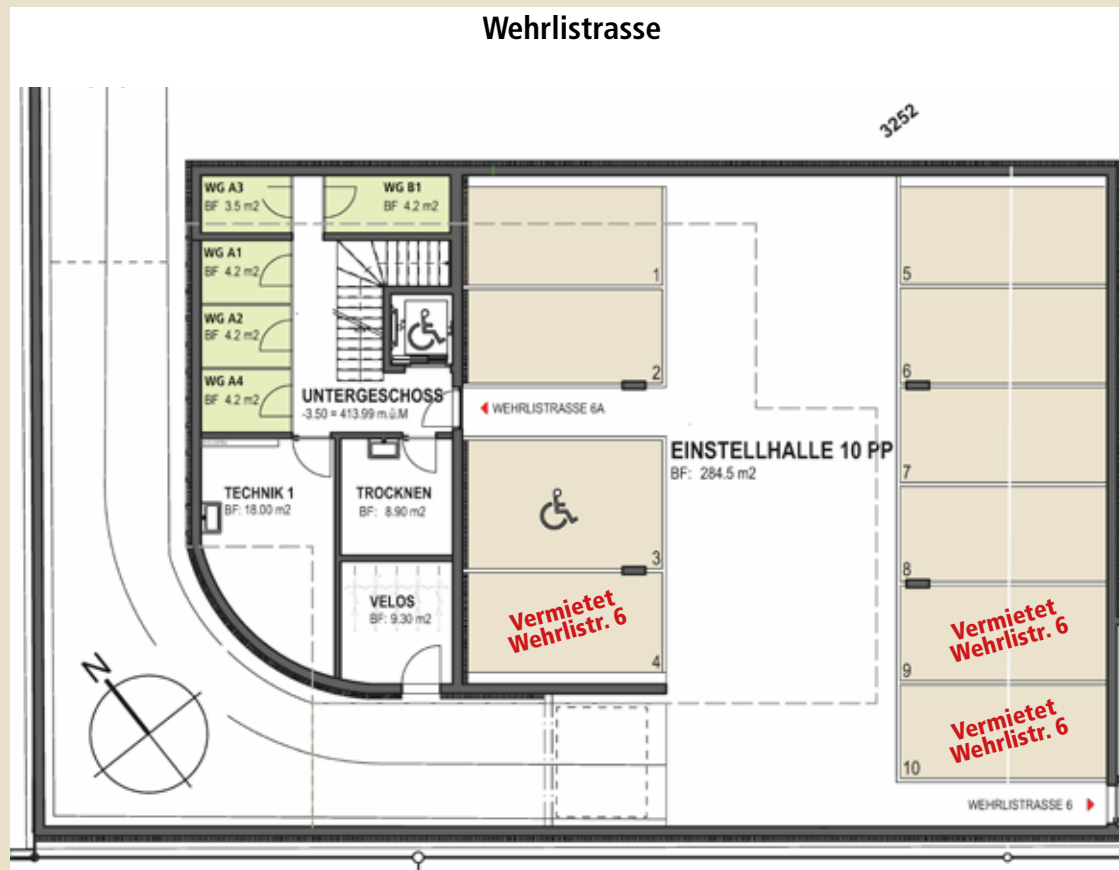 Wehrlistrasse
3252
WG A3
BF 3.5 m2
WG B1
BF 4.2 m2
WG A1
BF 4.2 m2
WG A2
BF 4.2 m2
WG A4
BF 4.2 m2
UNTERGESCHOSS
-3.50 = 413.99 m.ü.M
TECHNIK 1
BF: 18.00 m2
TROCKNEN
BF: 8.90 m2
VELOS
BF: 9.30 m2
N
1
2
WEHRLISTRASSE 6A
EINSTELLHALLE 10 PP
BF: 284.5 m2
3
Vermietet
Wehrlistr. 6
4
5
6
7
8
Vermietet
Wehrlistr. 6
9
Vermietet
Wehrlistr. 6
10
WEHRLISTRASSE 6